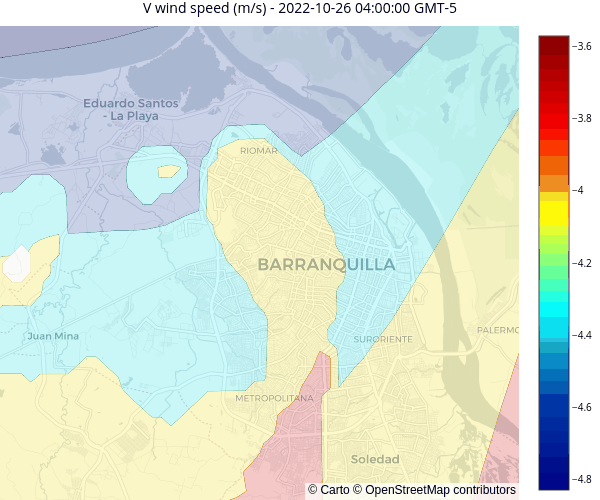 V wind speed (m/s) - 2022-10-26 04:00:00 GMT-5
−3.6
Eduardo Santos
- La Playa
−3.8
RIOMAR
−4
−4.2
BARRANQUILLA
Juan Mina
SURORIENTE
PALERMO
−4.4
METROPOLITANA
−4.6
Soledad
−4.8
© Carto © OpenStreetMap contributors